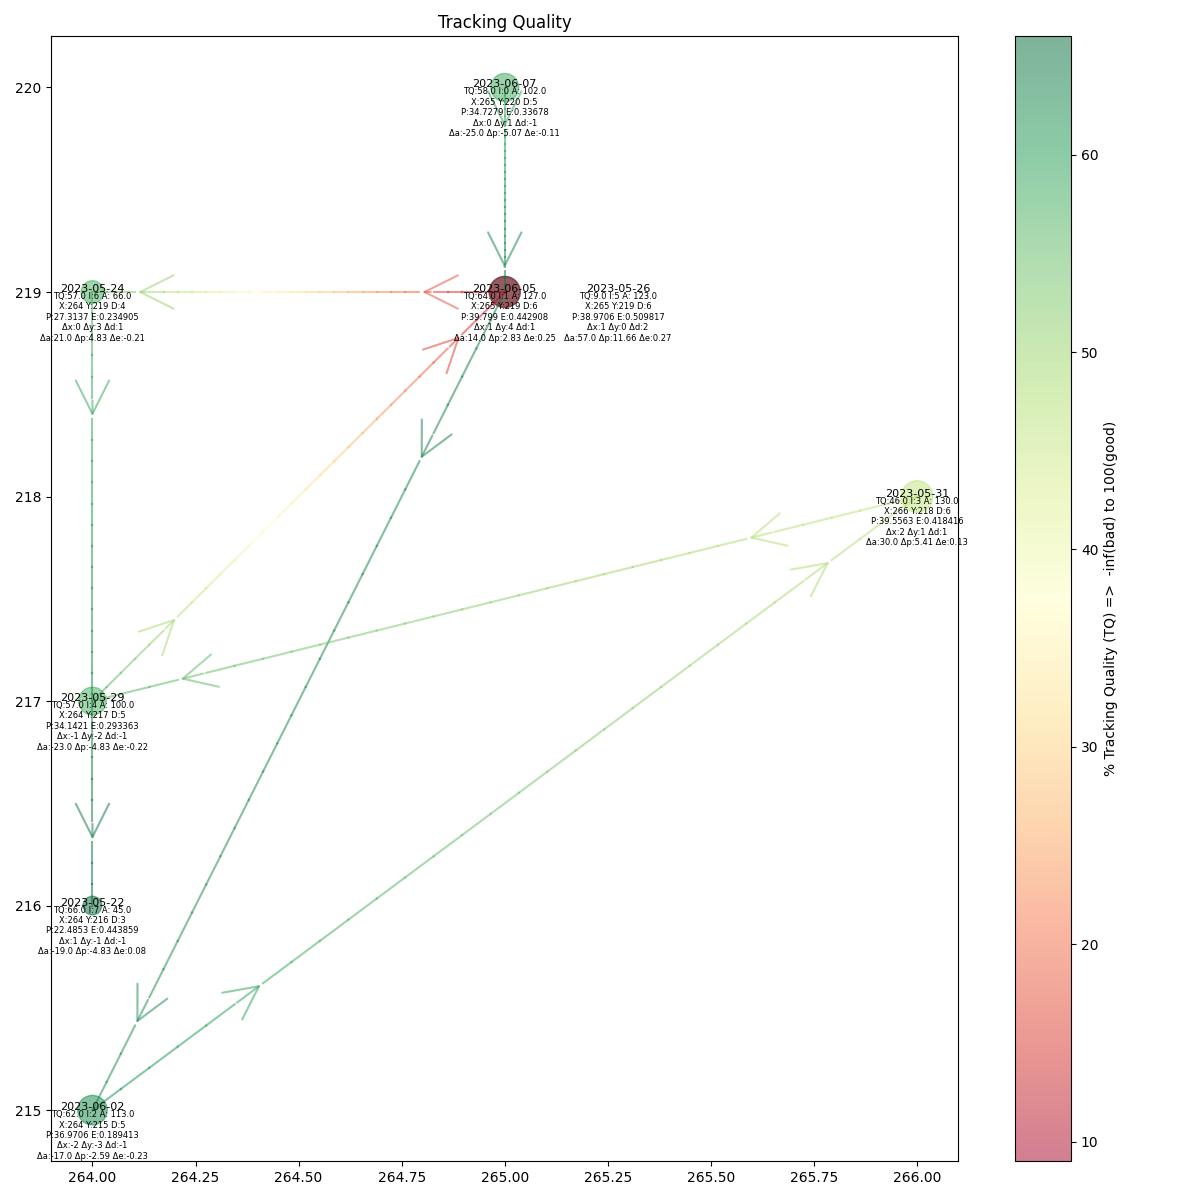 Tracking Quality
220
219
218
217
216
215
2023-06-07
TQ:58.0 I:0 A: 102.0
X:265 Y:220 D:5
P:34.7279 E:0.33678
Δx:0 Δy:1 Δd:-1
Δa:-25.0 Δp:-5.07 Δe:-0.11
2023-05-24
TQ:57.0 I:6 A: 66.0
X:264 Y:219 D:4
P:27.3137 E:0.234905
Δx:0 Δy:3 Δd:1
Δa:21.0 Δp:4.83 Δe:-0.21
2023-06-05
TQ:64.0 I:1 A: 127.0
X:265 Y:219 D:6
P:39.799 E:0.442908
Δx:1 Δy:4 Δd:1
Δa:14.0 Δp:2.83 Δe:0.25
2023-05-26
TQ:9.0 I:5 A: 123.0
X:265 Y:219 D:6
P:38.9706 E:0.509817
Δx:1 Δy:0 Δd:2
Δa:57.0 Δp:11.66 Δe:0.27
2023-05-31
TQ:46.0 I:3 A: 130.0
X:266 Y:218 D:6
P:39.5563 E:0.418416
Δx:2 Δy:1 Δd:1
Δa:30.0 Δp:5.41 Δe:0.13
2023-05-29
TQ:57.0 I:4 A: 100.0
X:264 Y:217 D:5
P:34.1421 E:0.293363
Δx:-1 Δy:-2 Δd:-1
Δa:-23.0 Δp:-4.83 Δe:-0.22
2023-05-22
TQ:66.0 I:7 A: 45.0
X:264 Y:216 D:3
P:22.4853 E:0.443859
Δx:1 Δy:-1 Δd:-1
Δa:-19.0 Δp:-4.83 Δe:0.08
2023-06-02
TQ:62.0 I:2 A: 113.0
X:264 Y:215 D:5
P:36.9706 E:0.189413
Δx:-2 Δy:-3 Δd:-1
Δa:-17.0 Δp:-2.59 Δe:-0.23
264.00 264.25 264.50 264.75 265.00 265.25 265.50 265.75 266.00
60
50
40
30
20
10
% Tracking Quality (TQ) => -inf(bad) to 100(good)